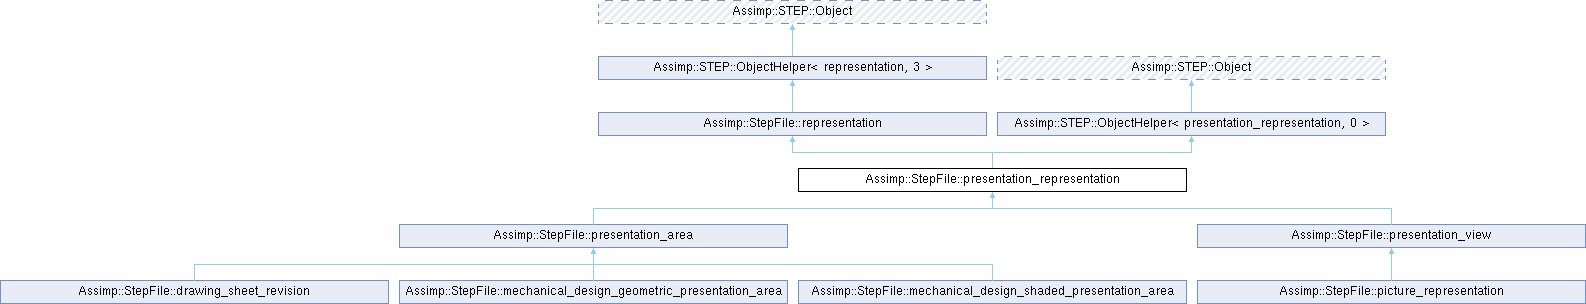 Assimp::STEP::Object
Assimp::STEP::ObjectHelper< representation, 3 >
Assimp::STEP::Object
Assimp::StepFile::representation
Assimp::STEP::ObjectHelper< presentation_representation, 0 >
Assimp::StepFile::presentation_representation
Assimp::StepFile::presentation_area
Assimp::StepFile::presentation_view
Assimp::StepFile::drawing_sheet_revision
Assimp::StepFile::mechanical_design_geometric_presentation_area
Assimp::StepFile::mechanical_design_shaded_presentation_area
Assimp::StepFile::picture_representation